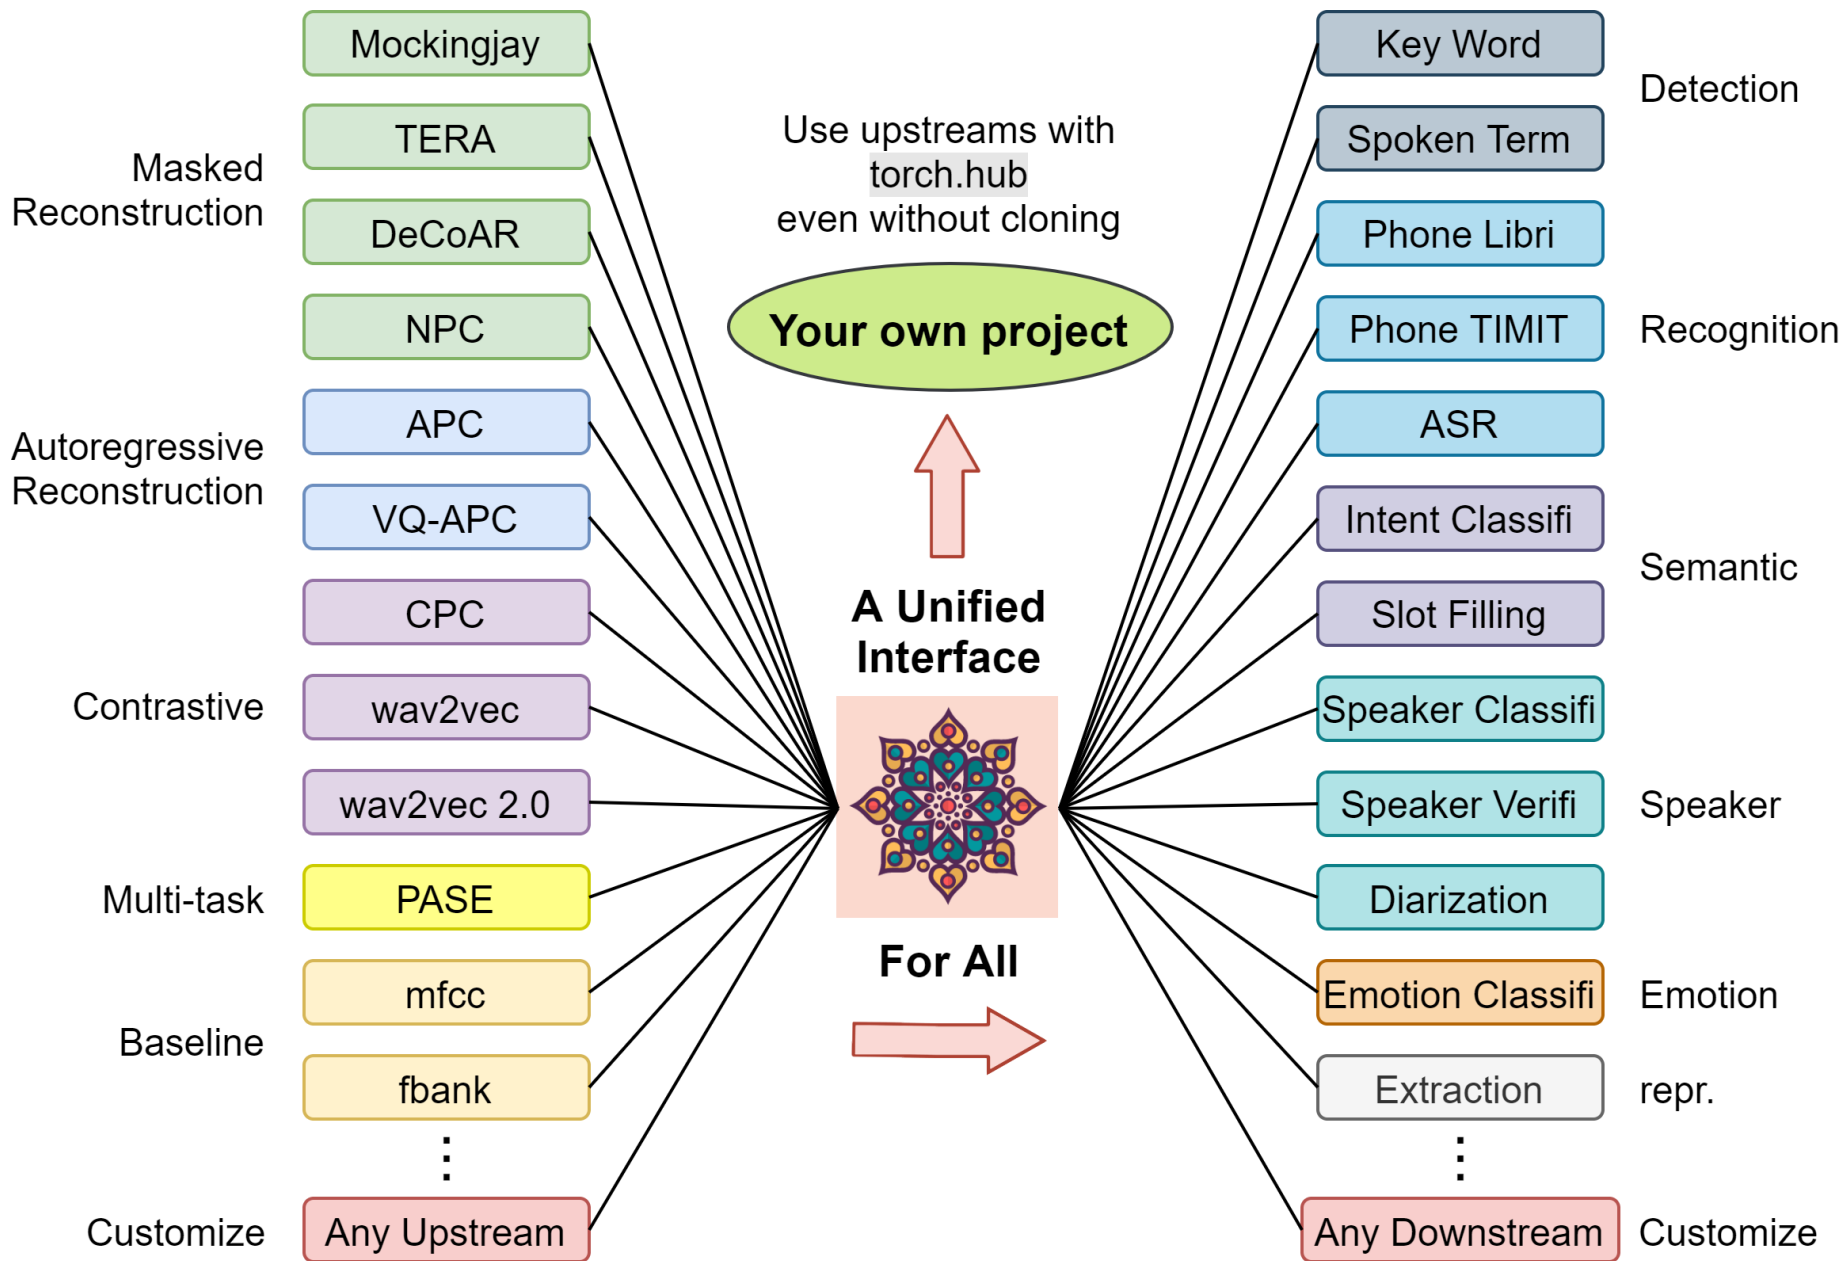 Masked
Reconstruction
Autoregressive
Reconstruction
Contrastive
Multi-task
Baseline
Customize
Mockingjay
TERA
DeCoAR
NPC
APC
VQ-APC
CPC
wav2vec
wav2vec 2.0
PASE
mfcc
fbank
Any Upstream
Use upstreams with
torch.hub
even without cloning
Your own project
A Unified
Interface
For All
Key Word
Spoken Term
Phone Libri
Phone TIMIT
ASR
Intent Classifi
Slot Filling
Speaker Classifi
Speaker Verifi
Diarization
Emotion Classifi
Extraction
Any Downstream
Detection
Recognition
Semantic
Speaker
Emotion
repr.
Customize